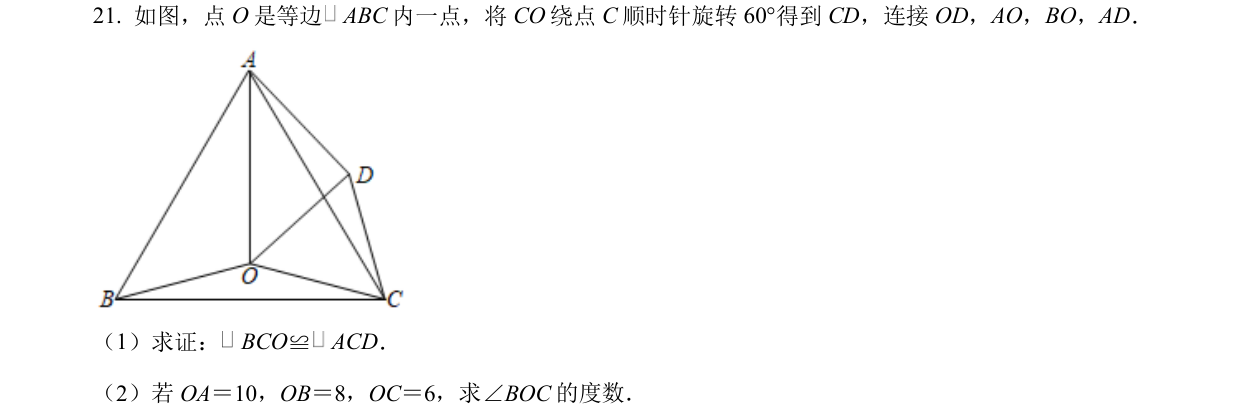 21. 如图，点 O 是等边 ABC 内一点，将 CO 绕点 C 顺时针旋转 60°得到 CD，连接 OD，AO，BO，AD．
A
D
O
B
C
（1）求证： BCO≌ ACD．
（2）若 OA＝10，OB＝8，OC＝6，求∠BOC 的度数．